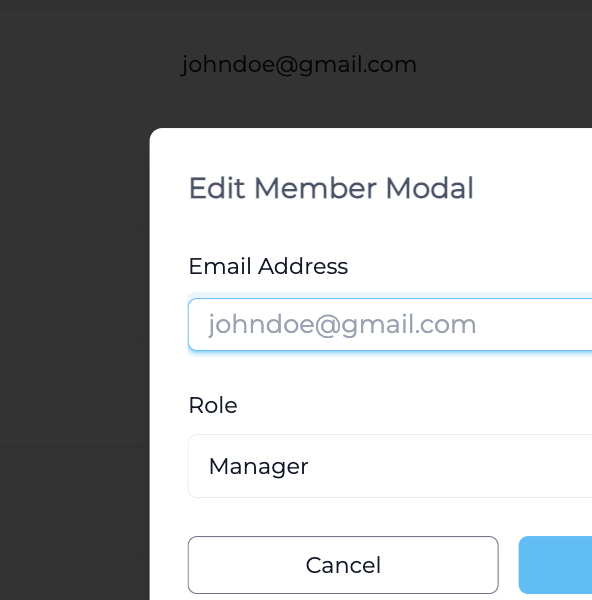 johndoe@gmail.com
Edit Member Modal
Email Address
johndoe@gmail.com
Role
Manager
Cancel